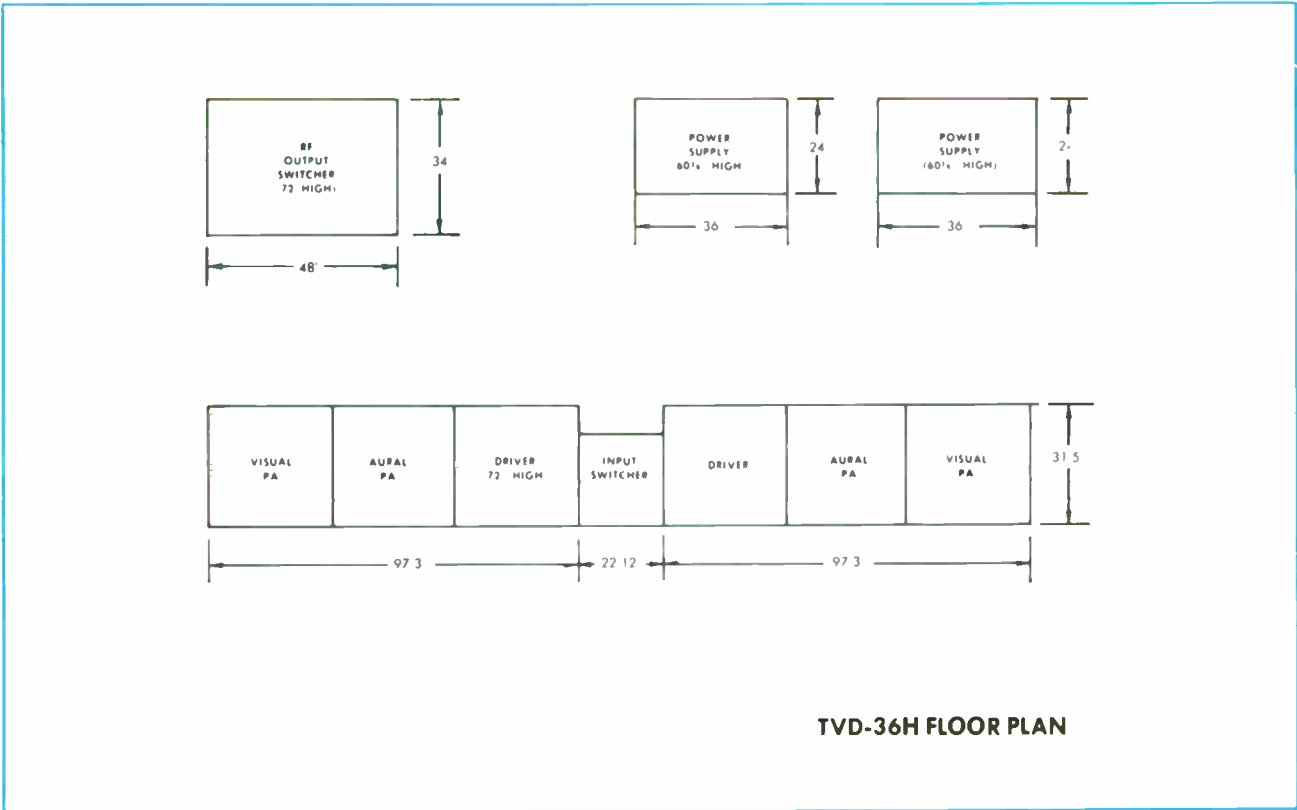 RF
OUTPUT
SWITCHER
72 HIGH)
34
48"
POWER
SUPPLY
HIGH
24
36
POWER
SUPPLY
HIGH)
36
VISUAL
PA
AURAL
PA
DRIVER
72 HIGH
INPUT
SWITCHER
DRIVER
AURAL
PA
VISUAL
PA
31 5
97 3
22 12
97 3
TVD-36H FLOOR PLAN